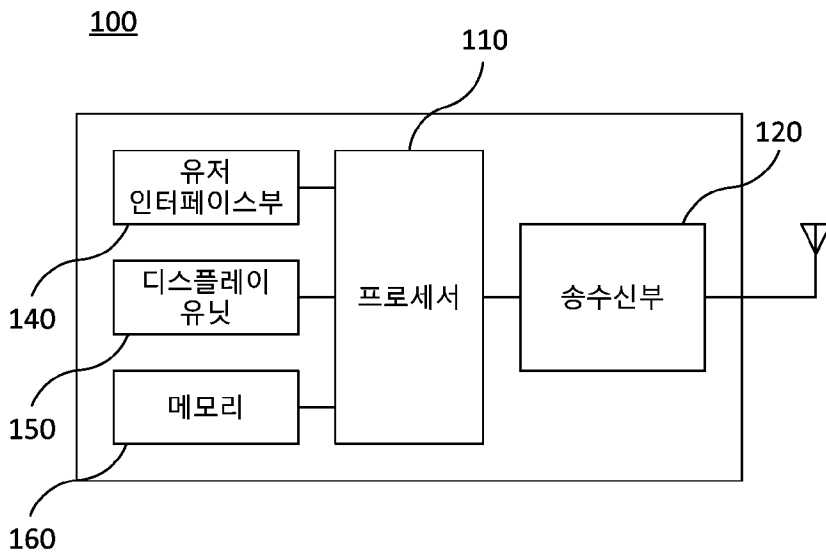 100
110
120
유저
인터페이스부
140
디스플레이
유닛
150
메모리
160
프로세서
송수신부